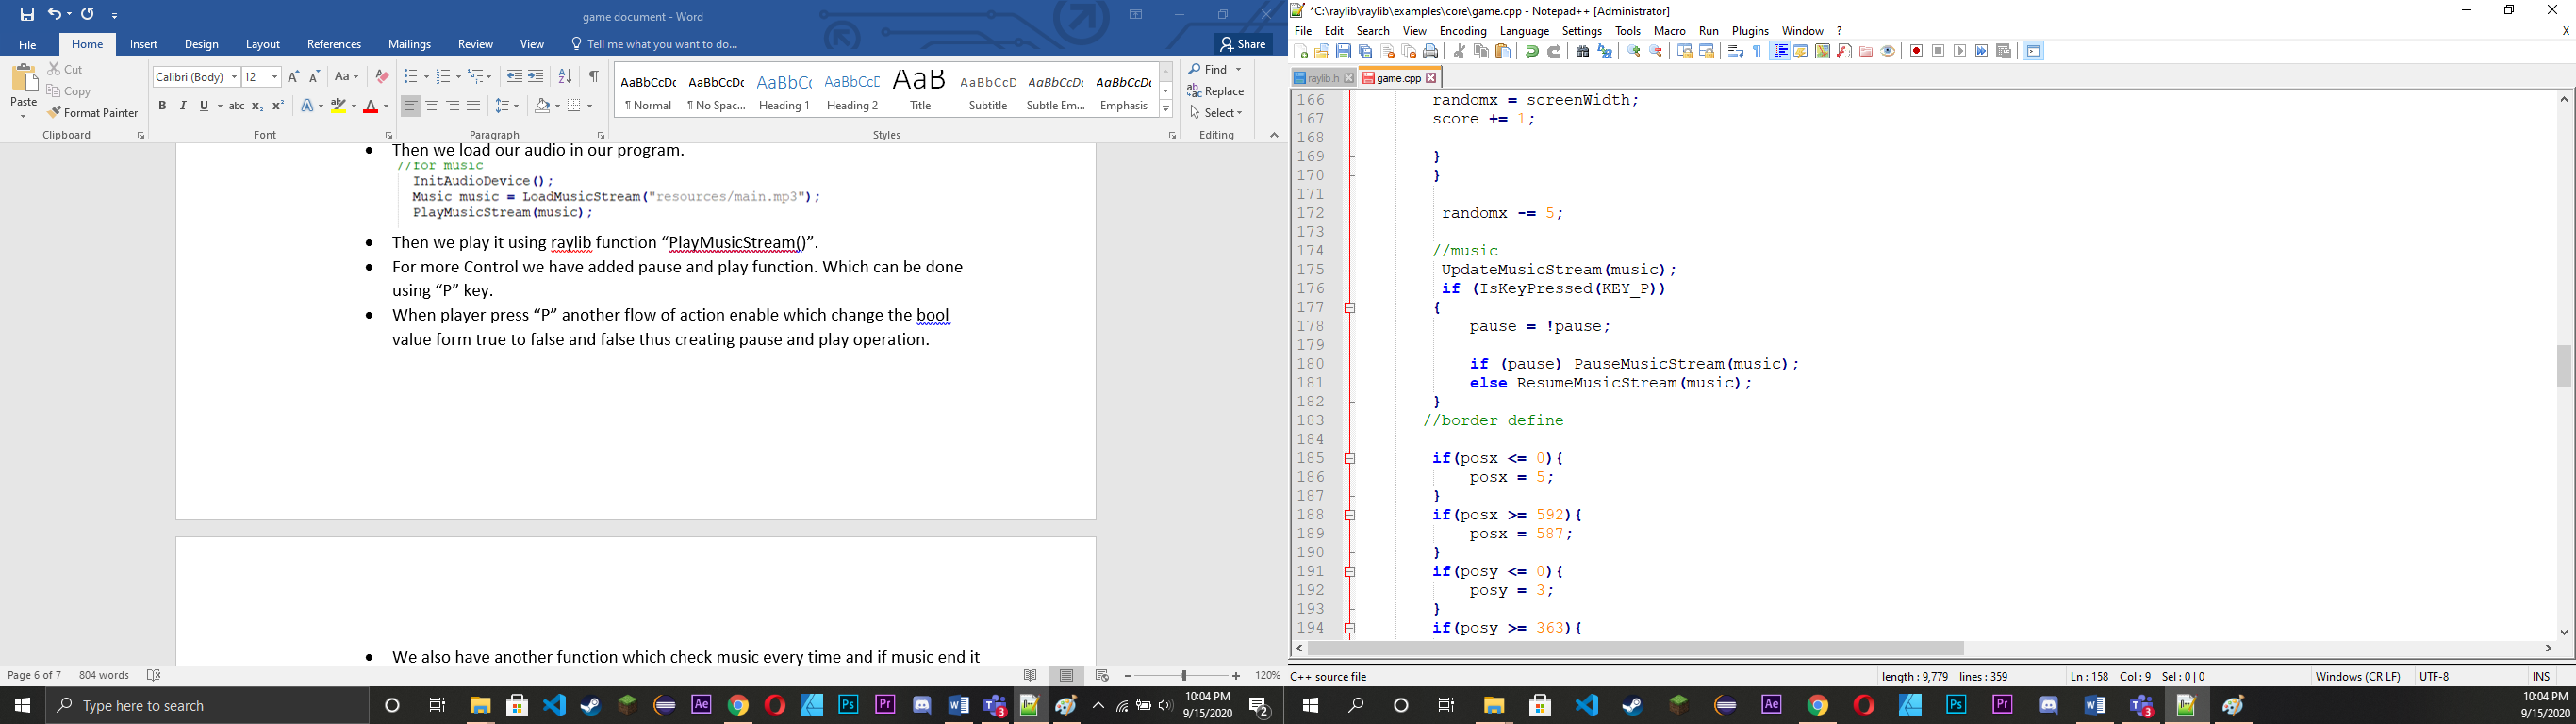 game document - Word
File Home Insert Design Layout References Mailings Review View Tell me what you want to do... Share
Paste
Cut
Copy
Format Painter
Clipboard
Calibri (Body) 12
Font
Paragraph
AaBbCcDc AaBbCcDc AaBbC( AaBbCcE AaB AaBbCcD AaBbCcDc AaBbCcDc
¶ Normal ¶ No Spac... Heading 1 Heading 2 Title Subtitle Subtle Em... Emphasis
Styles
Find
Replace
Select
Editing
• Then we load our audio in our program.
//for music
InitAudioDevice();
Music music = LoadMusicStream("resources/main.mp3");
PlayMusicStream(music);
• Then we play it using raylib function “PlayMusicStream()”.
• For more Control we have added pause and play function. Which can be done
using “P” key.
• When player press “P” another flow of action enable which change the bool
value form true to false and false thus creating pause and play operation.
• We also have another function which check music every time and if music end it
Page 6 of 7 804 words 120%
Type here to search
10:04 PM
9/15/2020
*C:\raylib\raylib\examples\core\game.cpp - Notepad++ [Administrator]
File Edit Search View Encoding Language Settings Tools Macro Run Plugins Window ? X
raylib.h game.cpp
166 randomx = screenWidth;
167 score += 1;
168
169 }
170 }
171
172 randomx -= 5;
173
174 //music
175 UpdateMusicStream(music);
176 if (IsKeyPressed(KEY_P))
177 {
178 pause = !pause;
179
180 if (pause) PauseMusicStream(music);
181 else ResumeMusicStream(music);
182 }
183 //border define
184
185 if(posx <= 0){
186 posx = 5;
187 }
188 if(posx >= 592){
189 posx = 587;
190 }
191 if(posy <= 0){
192 posy = 3;
193 }
194 if(posy >= 363){
C++ source file length : 9,779 lines : 359 Ln : 158 Col : 9 Sel : 0 | 0 Windows (CR LF) UTF-8 INS
10:04 PM
9/15/2020